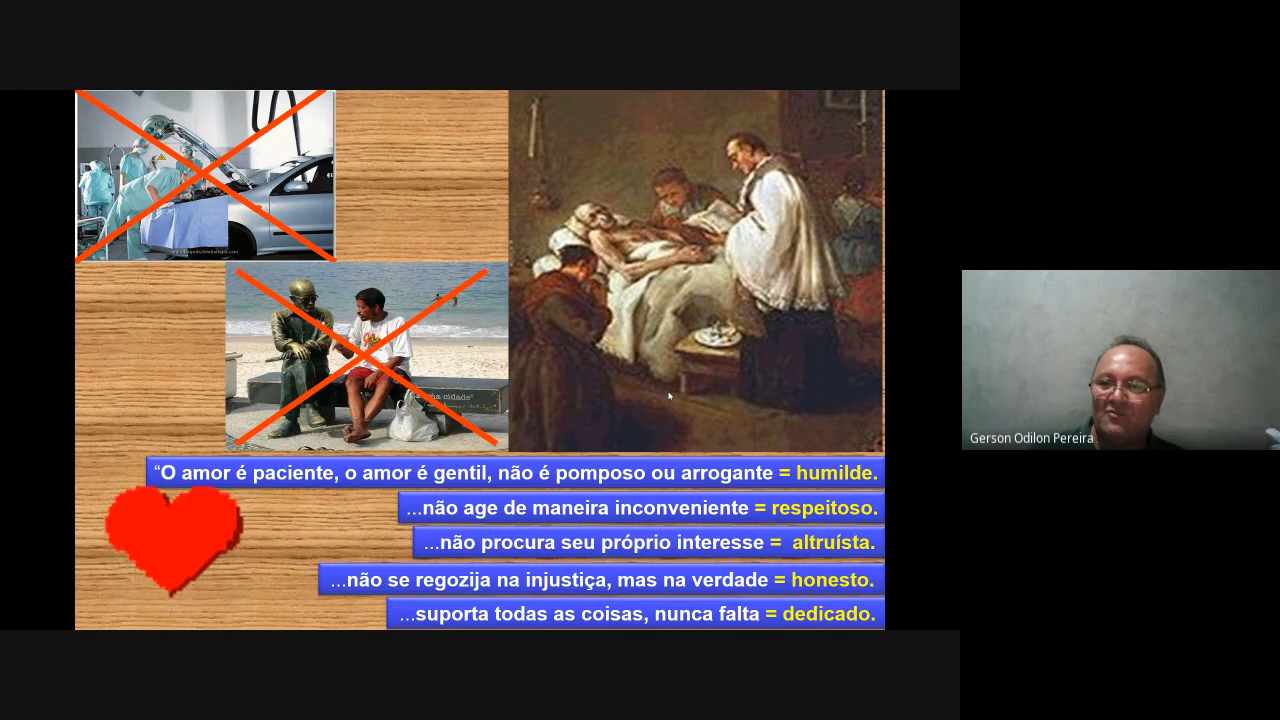 na cidade"
“O amor é paciente, o amor é gentil, não é pomposo ou arrogante = humilde.
...não age de maneira inconveniente = respeitoso.
...não procura seu próprio interesse = altruísta.
...não se regozija na injustiça, mas na verdade = honesto.
...suporta todas as coisas, nunca falta = dedicado.
Gerson Odilon Pereira